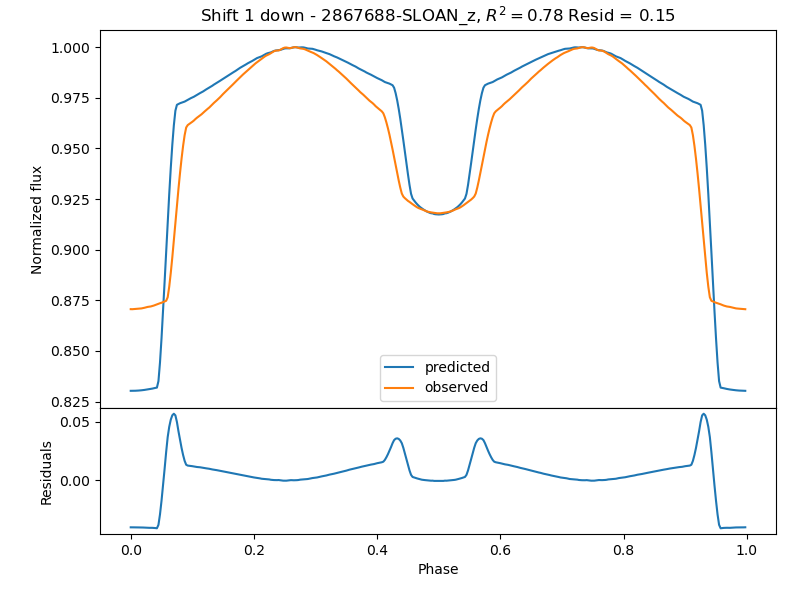 Shift 1 down - 2867688-SLOAN_z, R² = 0.78 Resid = 0.15
1.000
0.975
0.950
0.925
0.900
0.875
0.850
0.825
Normalized flux
predicted
observed
0.05
0.00
Residuals
0.0 0.2 0.4 0.6 0.8 1.0
Phase